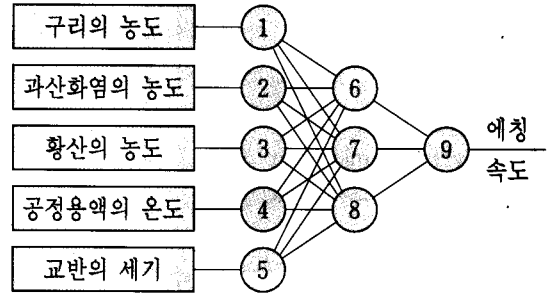 구리의 농도
과산화염의 농도
황산의 농도
공정용액의 온도
교반의 세기
1
2
3
4
5
6
7
8
9
에칭
속도